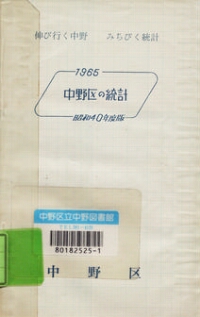 伸び行く中野 みちびく統計
1965
中野区の統計
昭和40年度版
中野区立中野図書館
80182525-1
中野区